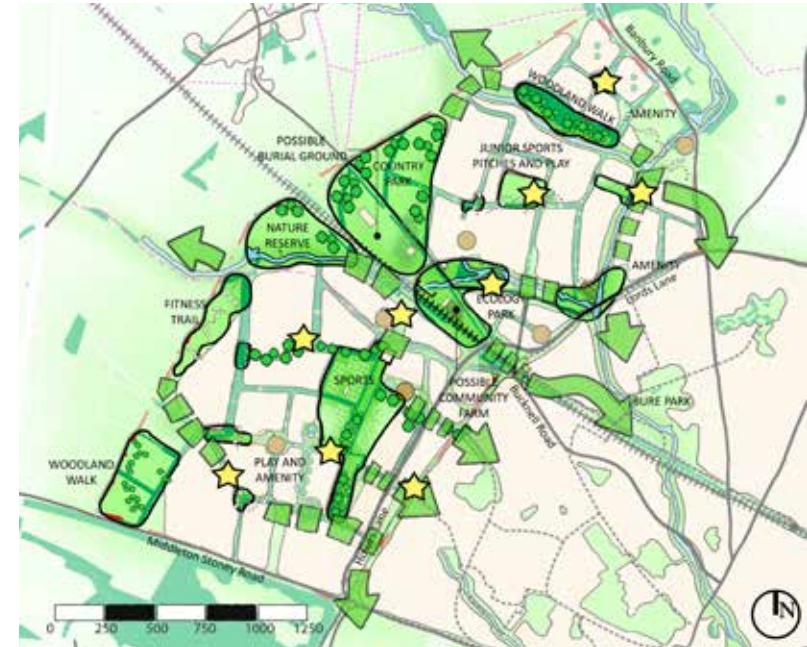 Banbury Road
WOODLAND WALK
AMENITY
POSSIBLE
BURIAL GROUND
COUNTRY
PARK
JUNIOR SPORTS
PITCHES AND PLAY
NATURE
RESERVE
AMENITY
Lords Lane
ECOLOGY
PARK
FITNESS
TRAIL
SPORTS
POSSIBLE
COMMUNITY
FARM
Bucknell Road
BURE PARK
WOODLAND
WALK
PLAY AND
AMENITY
Middleton Stoney Road
Lane
0 250 500 750 1000 1250
N